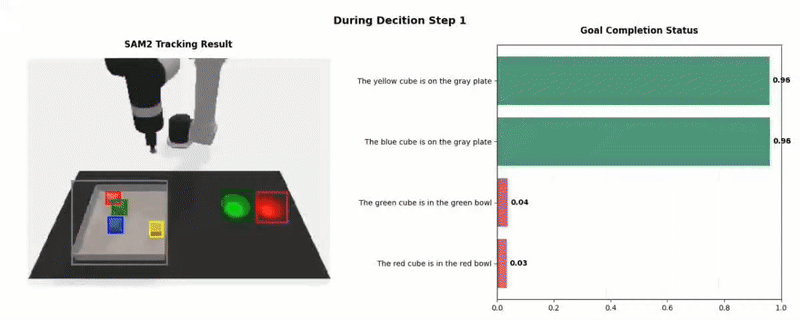 During Decition Step 1
SAM2 Tracking Result
Goal Completion Status
The yellow cube is on the gray plate
0.96
The blue cube is on the gray plate
0.96
The green cube is in the green bowl
0.04
The red cube is in the red bowl
0.03
0.0 0.2 0.4 0.6 0.8 1.0